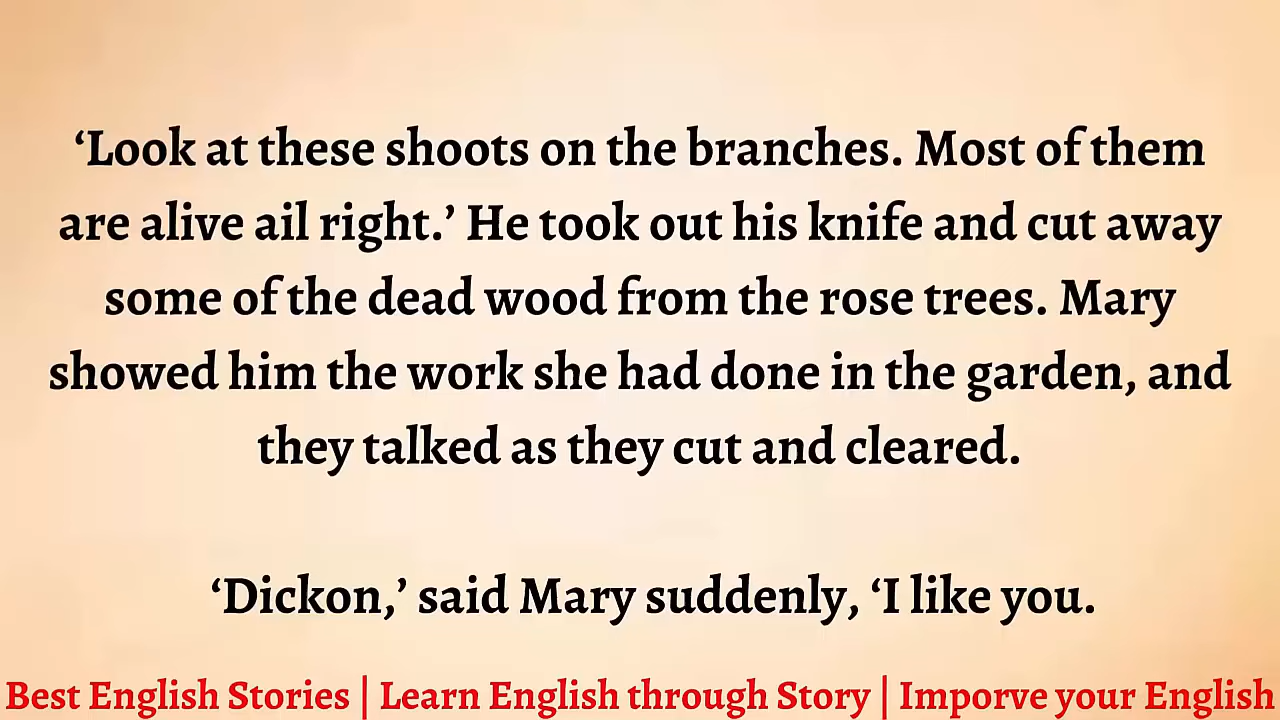 ‘Look at these shoots on the branches. Most of them
are alive ail right.’ He took out his knife and cut away
some of the dead wood from the rose trees. Mary
showed him the work she had done in the garden, and
they talked as they cut and cleared.
‘Dickon,’ said Mary suddenly, ‘I like you.
Best English Stories | Learn English through Story | Imporve your English